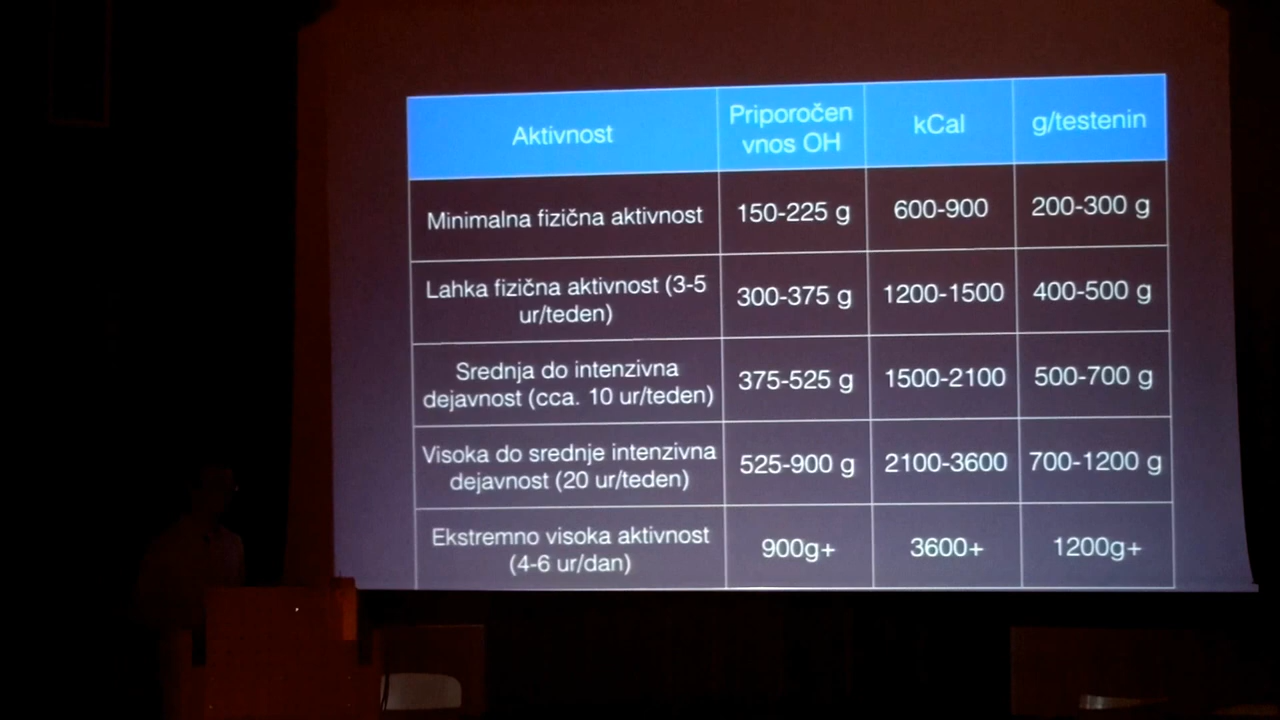 Aktivnost
Priporočen
vnos OH
kCal
g/testenin
Minimalna fizična aktivnost
150-225 g
600-900
200-300 g
Lahka fizična aktivnost (3-5
ur/teden)
300-375 g
1200-1500
400-500 g
Srednja do intenzivna
dejavnost (cca. 10 ur/teden)
375-525 g
1500-2100
500-700 g
Visoka do srednje intenzivna
dejavnost (20 ur/teden)
525-900 g
2100-3600
700-1200 g
Ekstremno visoka aktivnost
(4-6 ur/dan)
900g+
3600+
1200g+